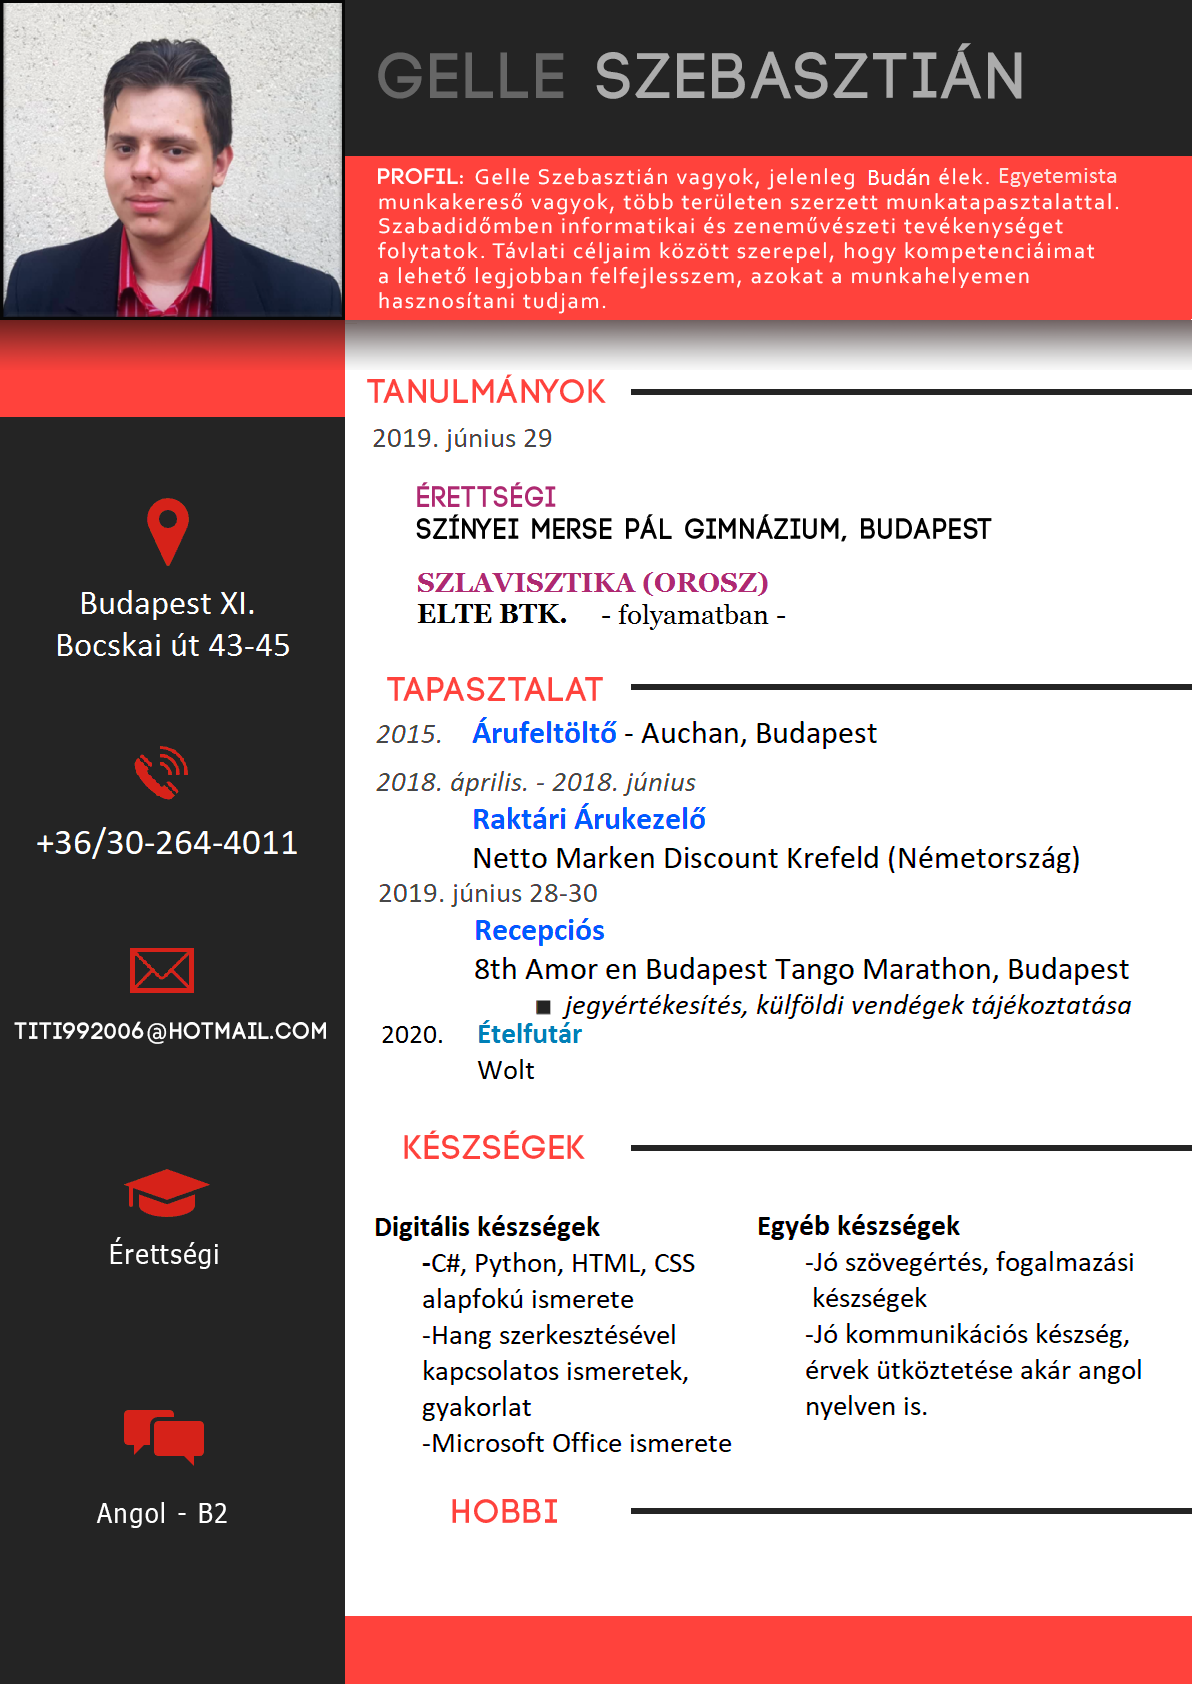 GELLE SZEBASZTIÁN
PROFIL: Gelle Szebasztián vagyok, jelenleg Budán élek. Egyetemista
munkakereső vagyok, több területen szerzett munkatapasztalattal.
Szabadidőmben informatikai és zeneművészeti tevékenységet
folytatok. Távlati céljaim között szerepel, hogy kompetenciáimat
a lehető legjobban felfejlesszem, azokat a munkahelyemen
hasznosítani tudjam.
Budapest XI.
Bocskai út 43-45
+36/30-264-4011
TITI992006@HOTMAIL.COM
Érettségi
Angol - B2
TANULMÁNYOK
2019. június 29
ÉRETTSÉGI
SZÍNYEI MERSE PÁL GIMNÁZIUM, BUDAPEST
SZLAVISZTIKA (OROSZ)
ELTE BTK. - folyamatban -
TAPASZTALAT
2015. Árufeltöltő - Auchan, Budapest
2018. április. - 2018. június
Raktári Árukezelő
Netto Marken Discount Krefeld (Németország)
2019. június 28-30
Recepciós
8th Amor en Budapest Tango Marathon, Budapest
■ jegyértékesítés, külföldi vendégek tájékoztatása
2020. Ételfutár
Wolt
KÉSZSÉGEK
Digitális készségek
-C#, Python, HTML, CSS
alapfokú ismerete
-Hang szerkesztésével
kapcsolatos ismeretek,
gyakorlat
-Microsoft Office ismerete
Egyéb készségek
-Jó szövegértés, fogalmazási
készségek
-Jó kommunikációs készség,
érvek ütköztetése akár angol
nyelven is.
HOBBI